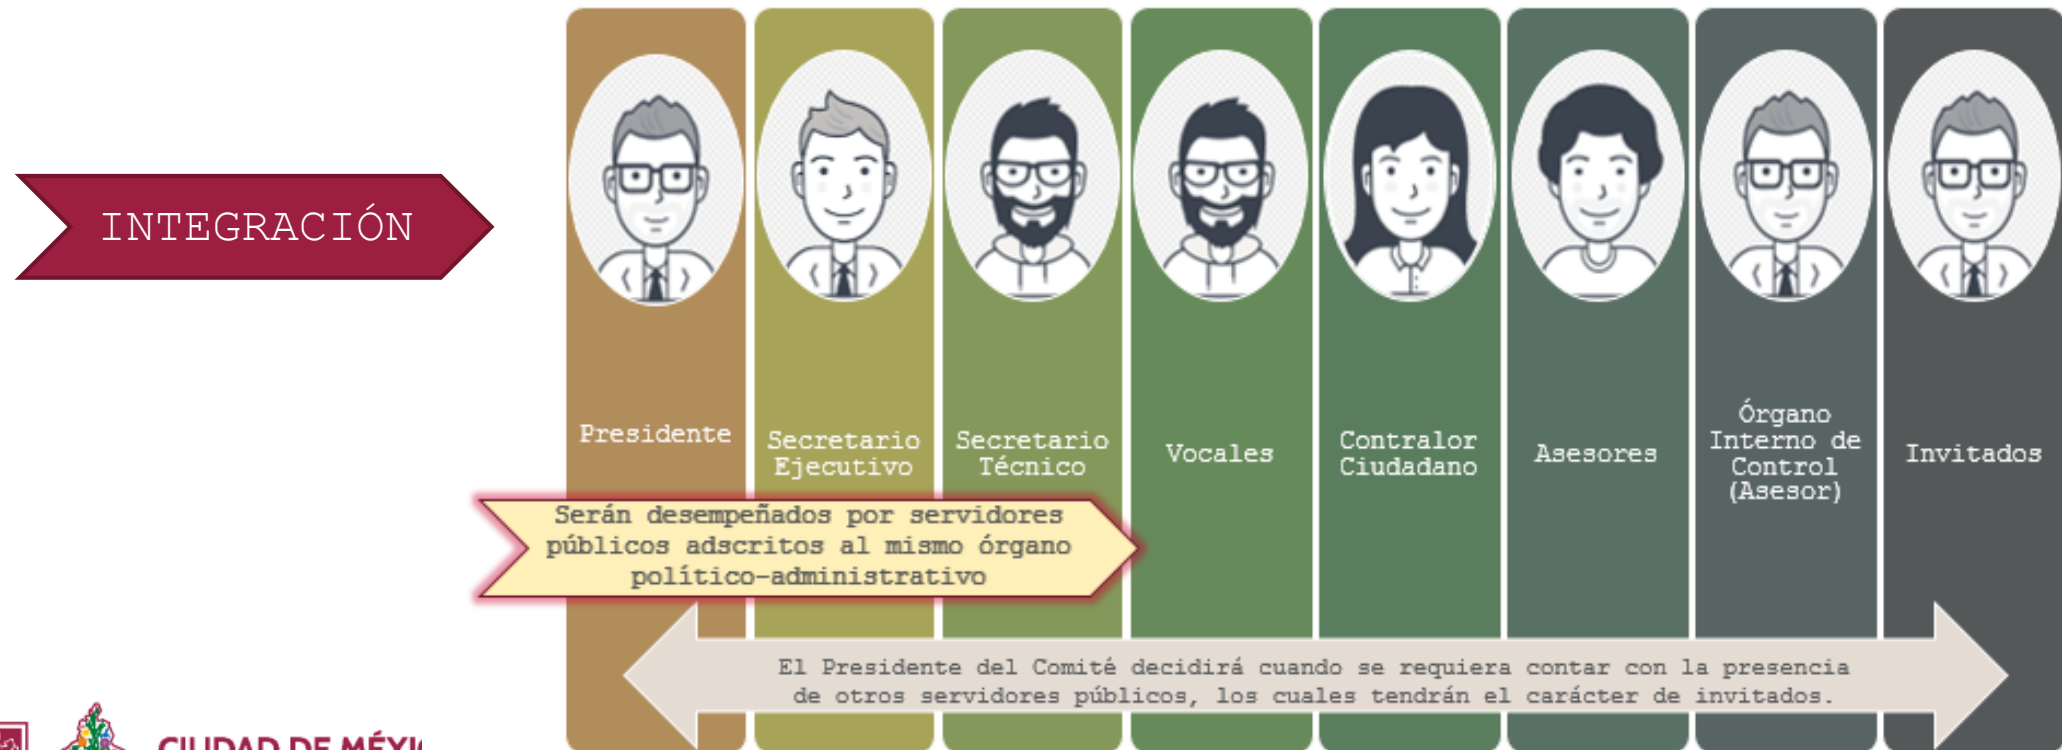 INTEGRACIÓN
Presidente
Secretario
Ejecutivo
Secretario
Técnico
Vocales
Contralor
Ciudadano
Asesores
Órgano
Interno de
Control
(Asesor)
Invitados
Serán desempeñados por servidores
públicos adscritos al mismo órgano
político-administrativo
El Presidente del Comité decidirá cuando se requiera contar con la presencia
de otros servidores públicos, los cuales tendrán el carácter de invitados.
CIUDAD DE